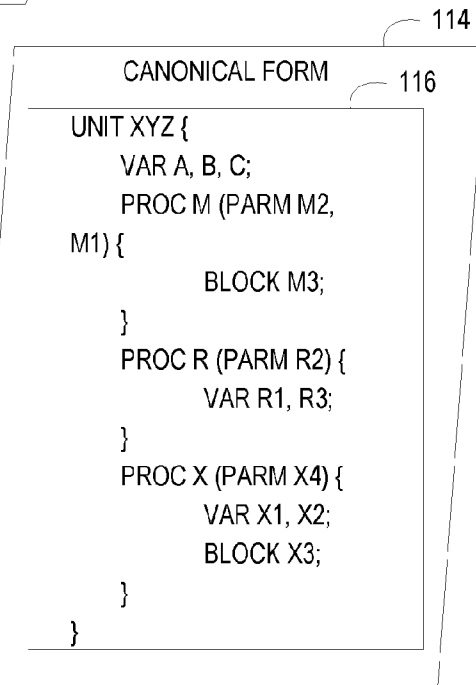 114
CANONICAL FORM
116
UNIT XYZ {
VAR A, B, C;
PROC M (PARM M2,
M1) {
BLOCK M3;
}
PROC R (PARM R2) {
VAR R1, R3;
}
PROC X (PARM X4) {
VAR X1, X2;
BLOCK X3;
}
}